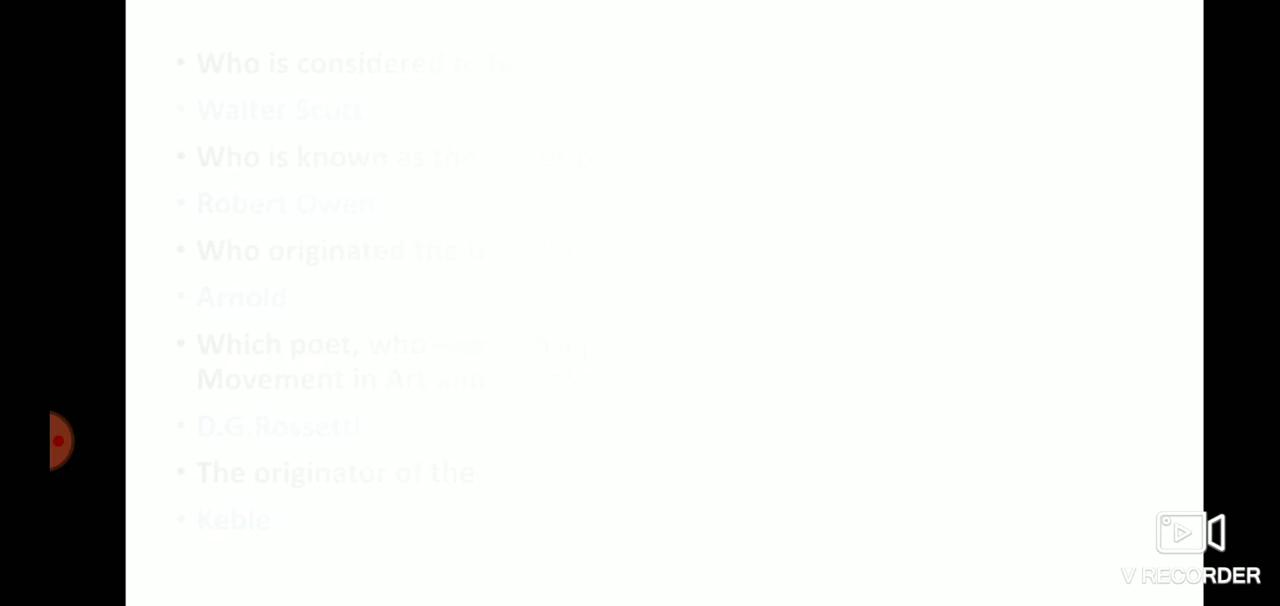 • Who is considered to be
• Walter Scott
• Who is known as the
• Robert Owen
• Who originated the
• Arnold
• Which poet, who
Movement in Art and
• D.G.Rossetti
• The originator of the
• Keble
V RECORDER